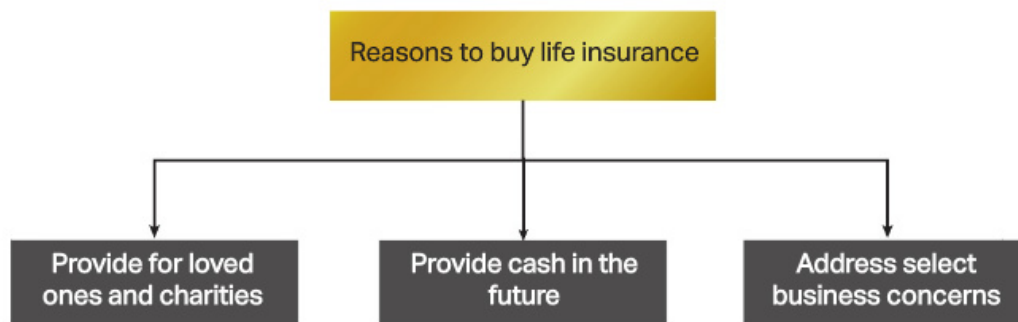 Reasons to buy life insurance
Provide for loved
ones and charities
Provide cash in the
future
Address select
business concerns